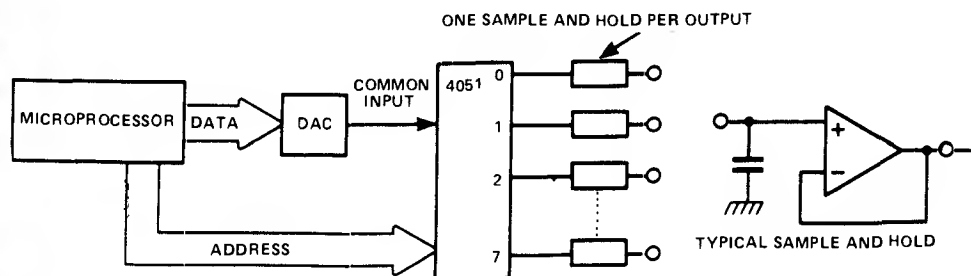 ONE SAMPLE AND HOLD PER OUTPUT
MICROPROCESSOR
DATA
DAC
COMMON
INPUT
4051
0
1
2
7
ADDRESS
+
−
TYPICAL SAMPLE AND HOLD